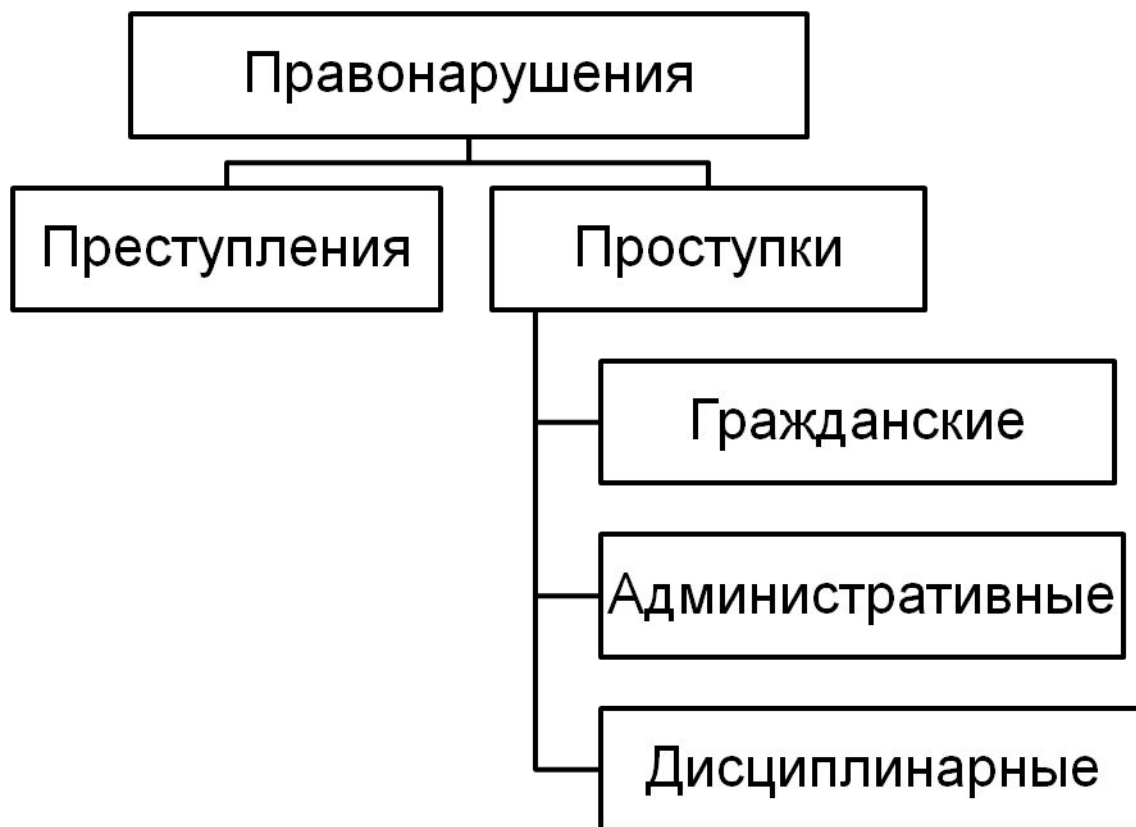 Правонарушения
Преступления
Проступки
Гражданские
Административные
Дисциплинарные